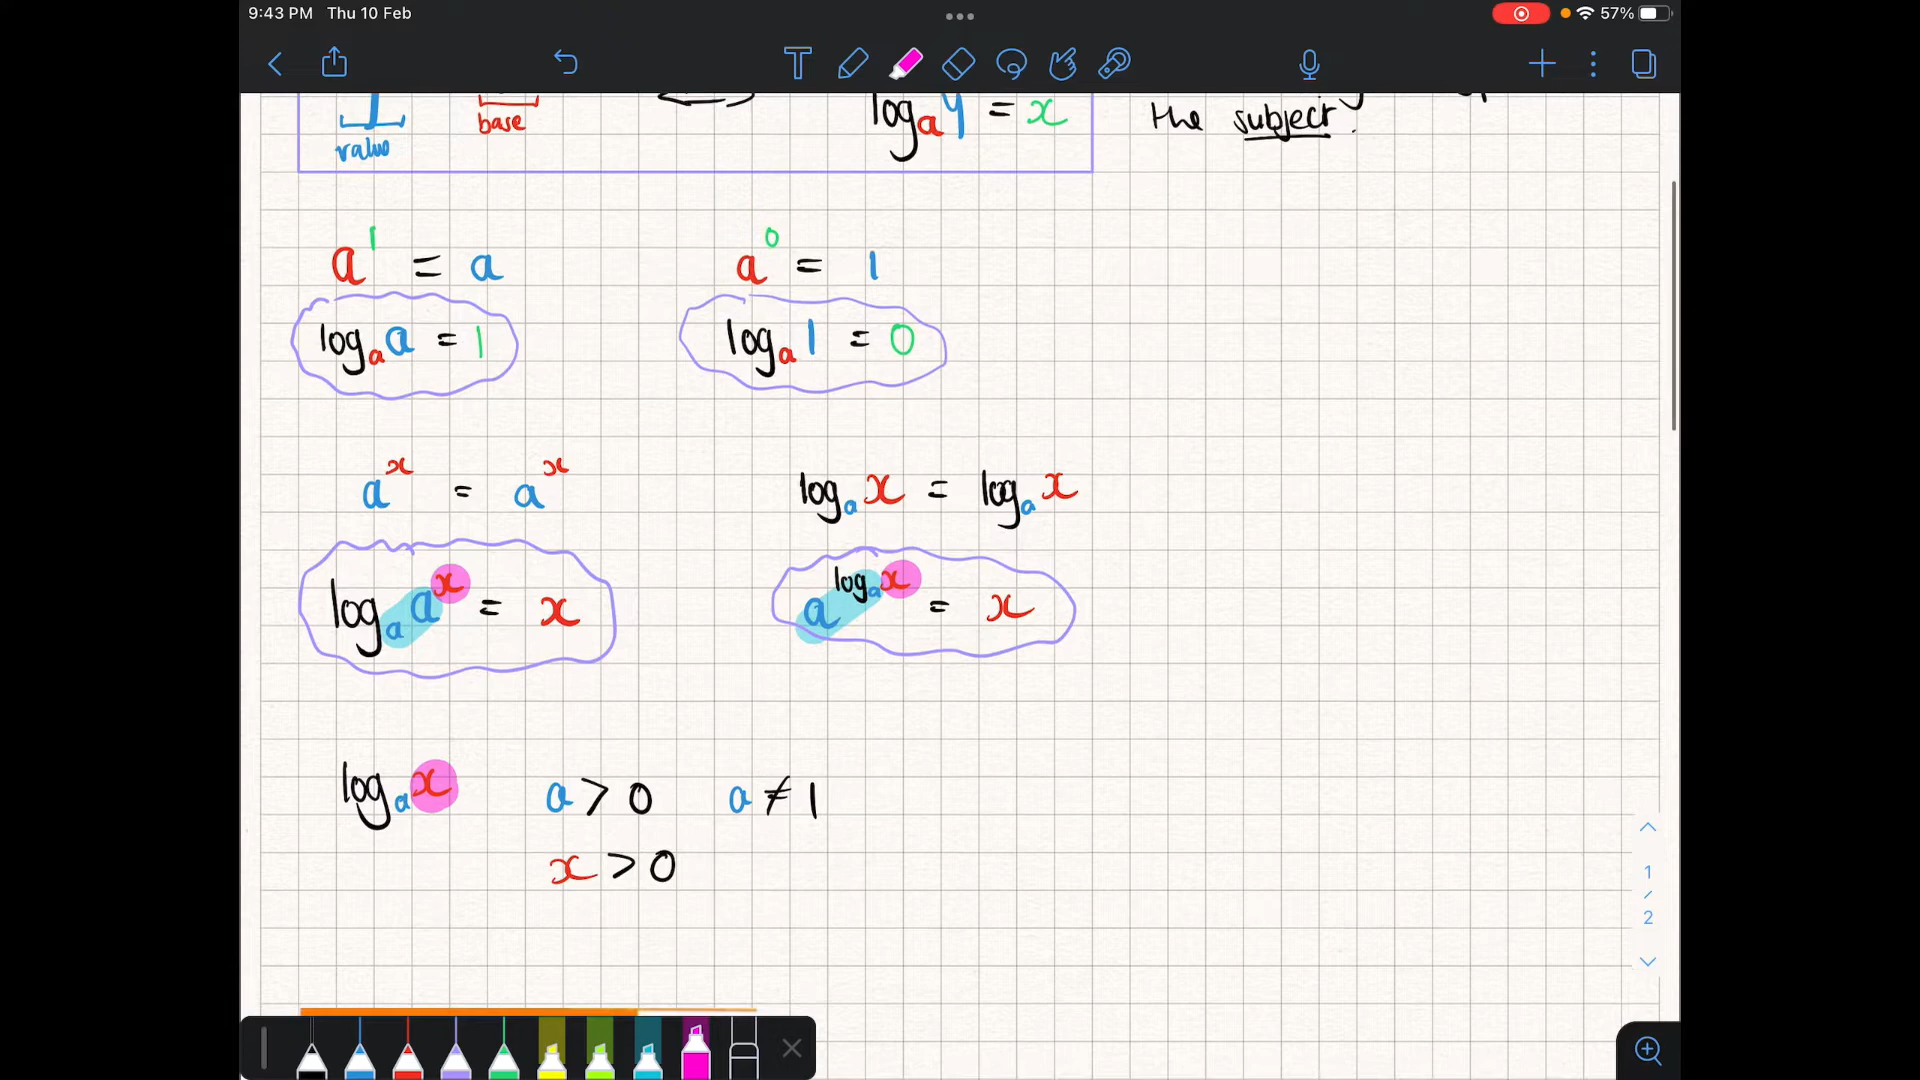 9:43 PM Thu 10 Feb 57%
T
base
value
logₐy = x
the subject.
a¹ = a
a⁰ = 1
logₐa = 1
logₐ1 = 0
aˣ = aˣ
logₐx = logₐx
logₐaˣ = x
a^(logₐx) = x
logₐx a > 0 a ≠ 1
x > 0
1
/
2